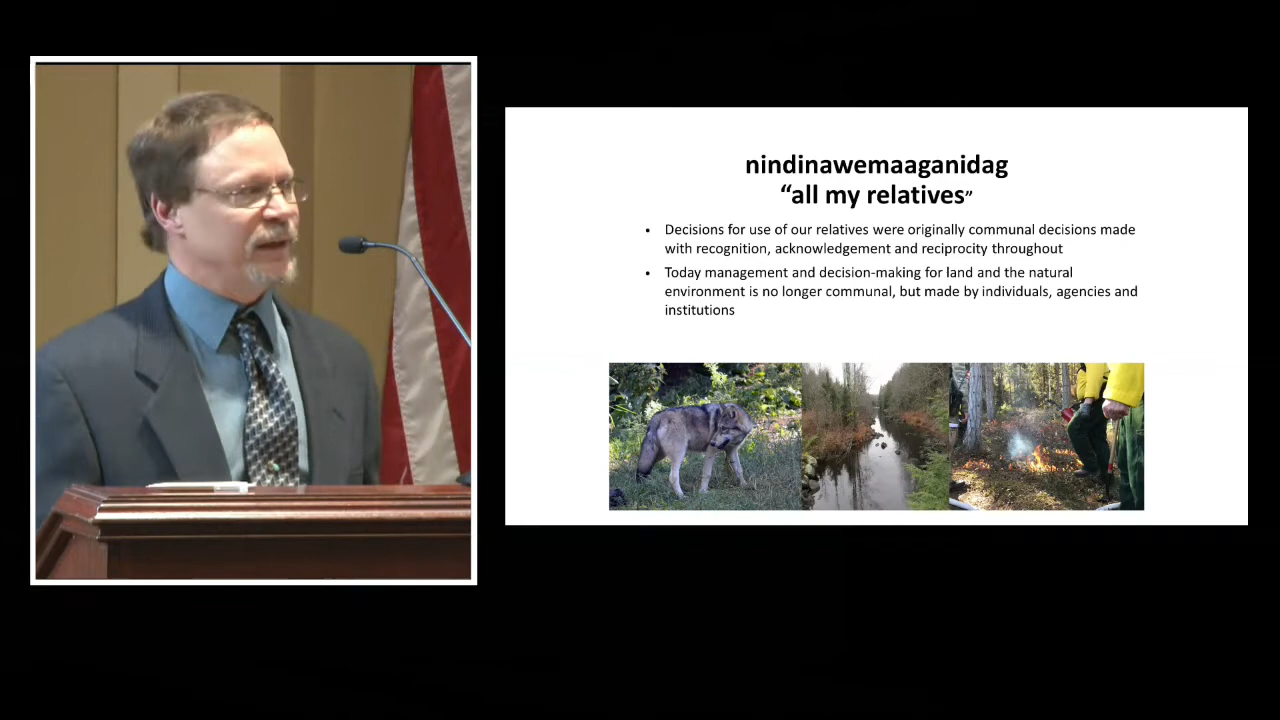 nindinawemaaganidag
“all my relatives”
• Decisions for use of our relatives were originally communal decisions made
with recognition, acknowledgement and reciprocity throughout
• Today management and decision-making for land and the natural
environment is no longer communal, but made by individuals, agencies and
institutions